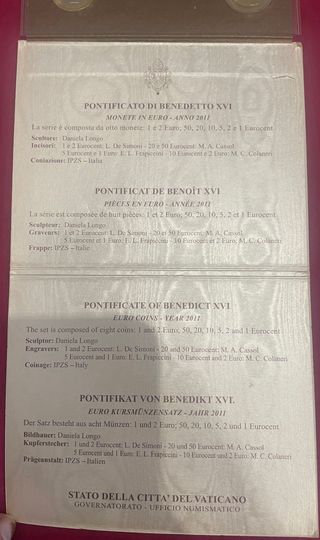 PONTIFICATO DI BENEDETTO XVI
MONETE IN EURO - ANNO 2011
La serie è composta da otto monete: 1 e 2 Euro; 50, 20, 10, 5, 2 e 1 Eurocent
Scultore: Daniela Longo
Incisori: 1 e 2 Eurocent: L. De Simoni - 20 e 50 Eurocent: M. A. Cassol
5 Eurocent e 1 Euro: E. L. Frapiccini - 10 Eurocent e 2 Euro: M. C. Colaneri
Coniazione: IPZS – Italia
PONTIFICAT DE BENOÎT XVI
PIÈCES EN EURO - ANNÉE 2011
La série est composée de huit pièces: 1 et 2 Euro; 50, 20, 10, 5, 2 et 1 Eurocent
Sculpteur: Daniela Longo
Graveurs: 1 et 2 Eurocent: L. De Simoni - 20 et 50 Eurocent: M. A. Cassol
5 Eurocent et 1 Euro: E. L. Frapiccini - 10 Eurocent et 2 Euro: M. C. Colaneri
Frappe: IPZS – Italie
PONTIFICATE OF BENEDICT XVI
EURO COINS - YEAR 2011
The set is composed of eight coins: 1 and 2 Euro; 50, 20, 10, 5, 2 and 1 Eurocent
Sculptor: Daniela Longo
Engravers: 1 and 2 Eurocent: L. De Simoni - 20 and 50 Eurocent: M. A. Cassol
5 Eurocent and 1 Euro: E. L. Frapiccini - 10 Eurocent and 2 Euro: M. C. Colaneri
Coinage: IPZS – Italy
PONTIFIKAT VON BENEDIKT XVI.
EURO KURSMÜNZENSATZ - JAHR 2011
Der Satz besteht aus acht Münzen: 1 und 2 Euro; 50, 20, 10, 5, 2 und 1 Eurocent
Bildhauer: Daniela Longo
Kupferstecher: 1 und 2 Eurocent: L. De Simoni - 20 und 50 Eurocent: M. A. Cassol
5 Eurocent und 1 Euro: E. L. Frapiccini - 10 Eurocent und 2 Euro: M. C. Colaneri
Prägeanstalt: IPZS – Italien
STATO DELLA CITTA' DEL VATICANO
GOVERNATORATO - UFFICIO NUMISMATICO